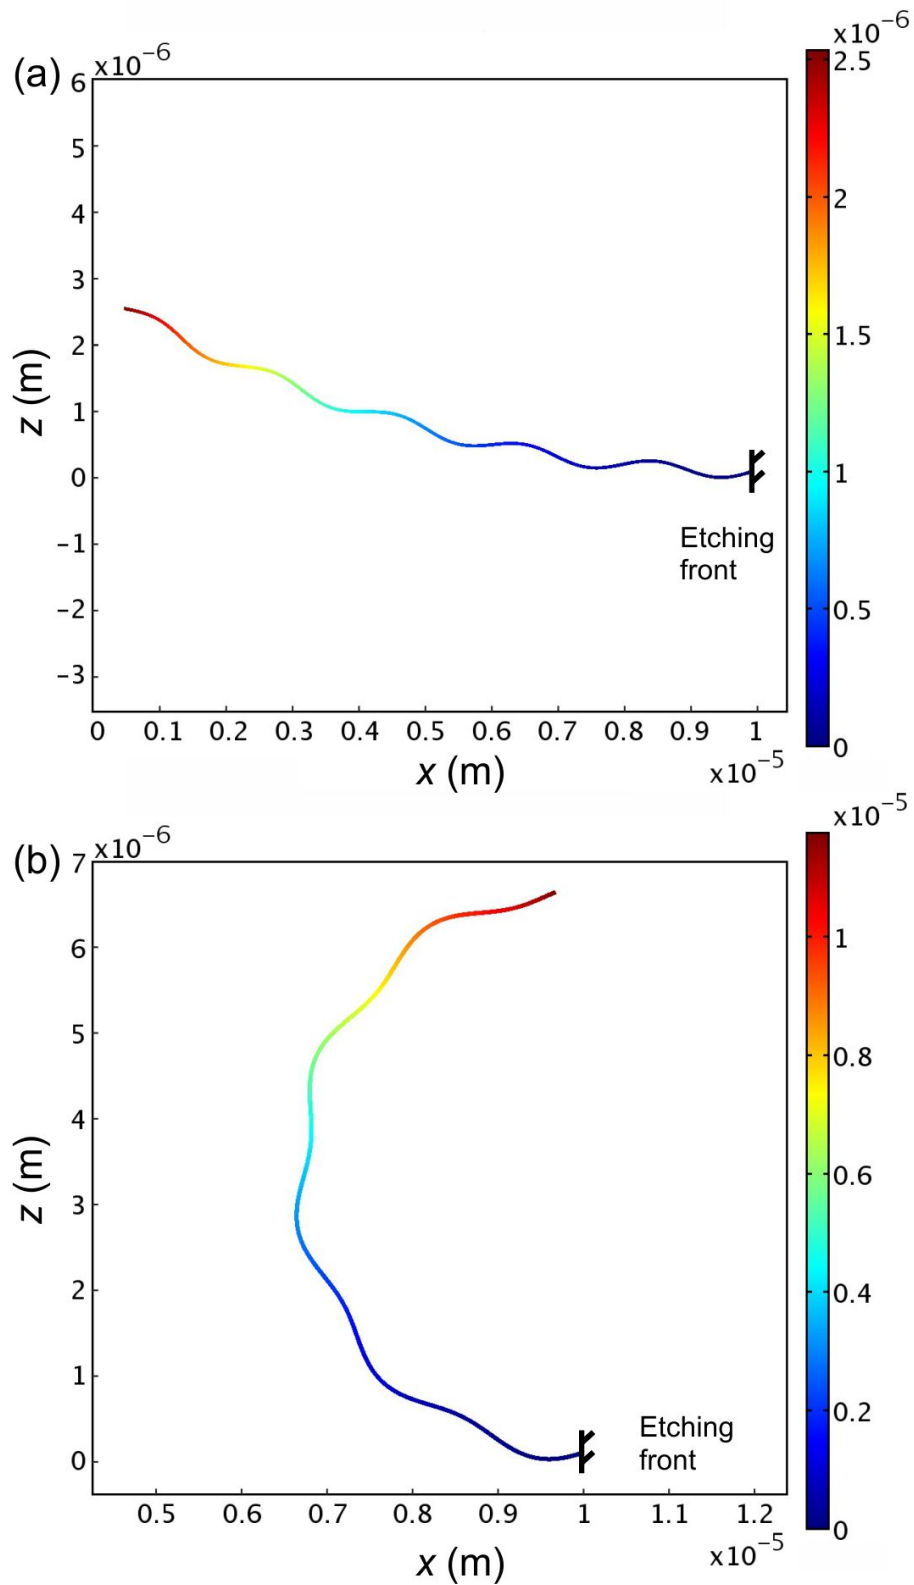 (a)
x10⁻⁶
6
5
4
3
2
1
0
−1
−2
−3
z (m)
0 0.1 0.2 0.3 0.4 0.5 0.6 0.7 0.8 0.9 1
x10⁻⁵
x (m)
Etching
front
x10⁻⁶
2.5
2
1.5
1
0.5
0
(b)
x10⁻⁶
7
6
5
4
3
2
1
0
z (m)
0.5 0.6 0.7 0.8 0.9 1 1.1 1.2
x10⁻⁵
x (m)
Etching
front
x10⁻⁵
1
0.8
0.6
0.4
0.2
0